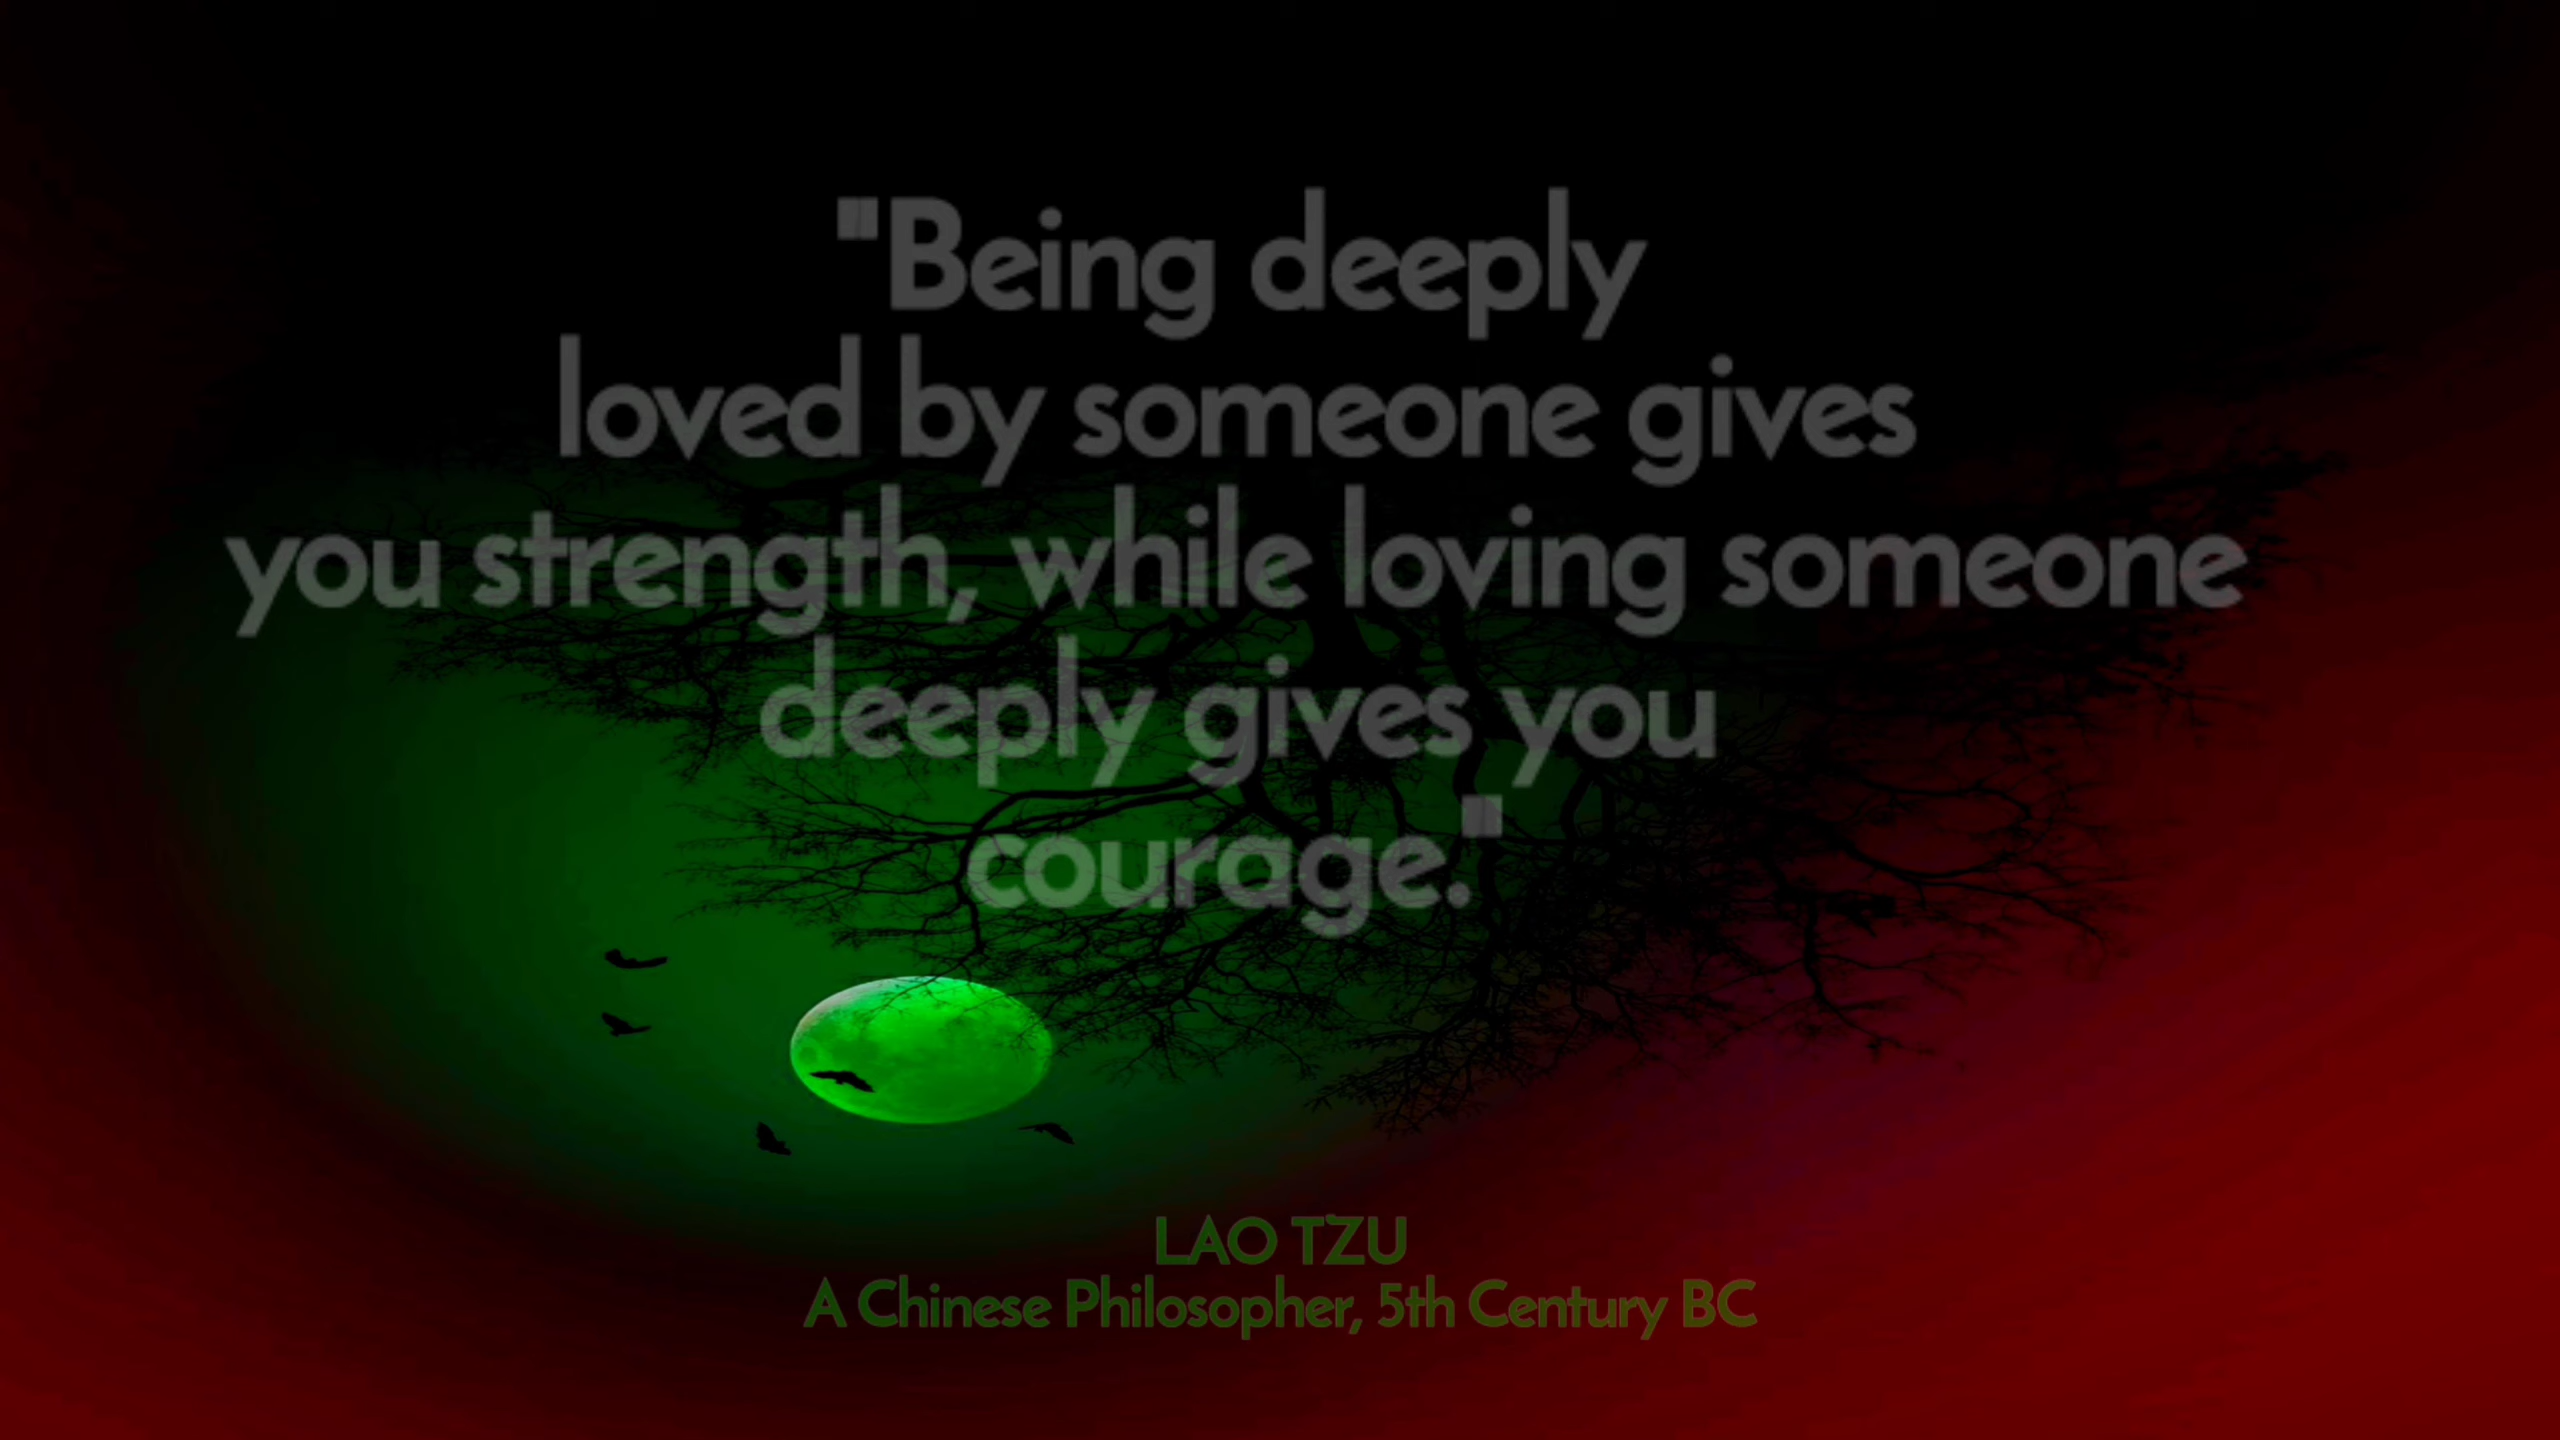 "Being deeply
loved by someone gives
you strength, while loving someone
deeply gives you
courage."
LAO TZU
A Chinese Philosopher, 5th Century BC